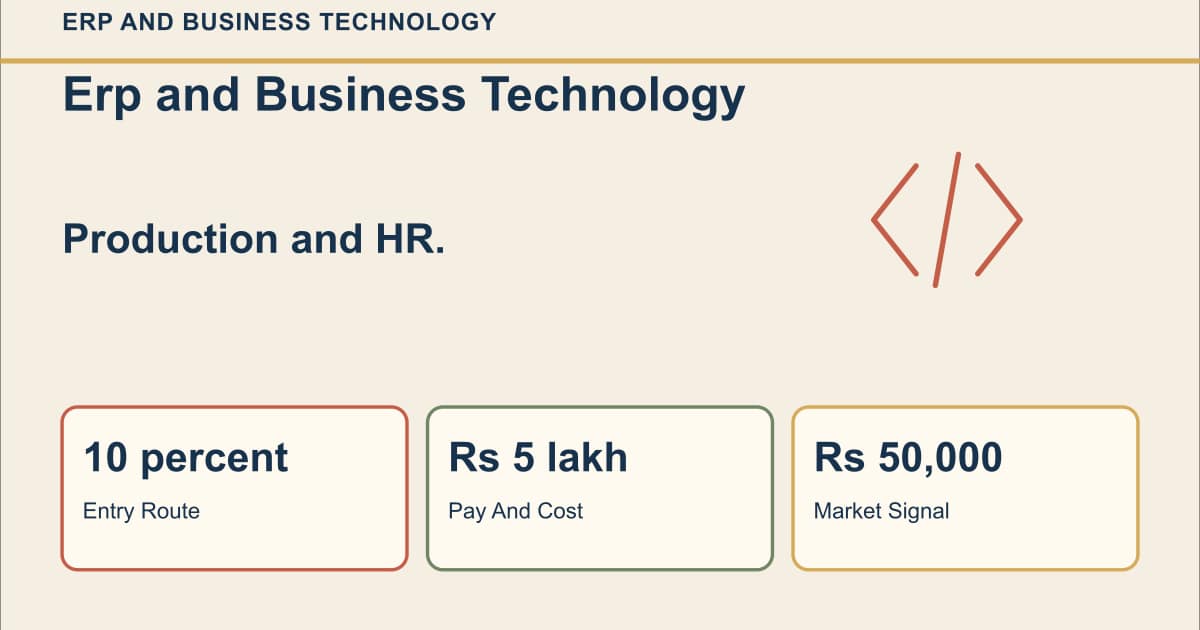 ERP AND BUSINESS TECHNOLOGY
Erp and Business Technology
Production and HR.
10 percent
Entry Route
Rs 5 lakh
Pay And Cost
Rs 50,000
Market Signal